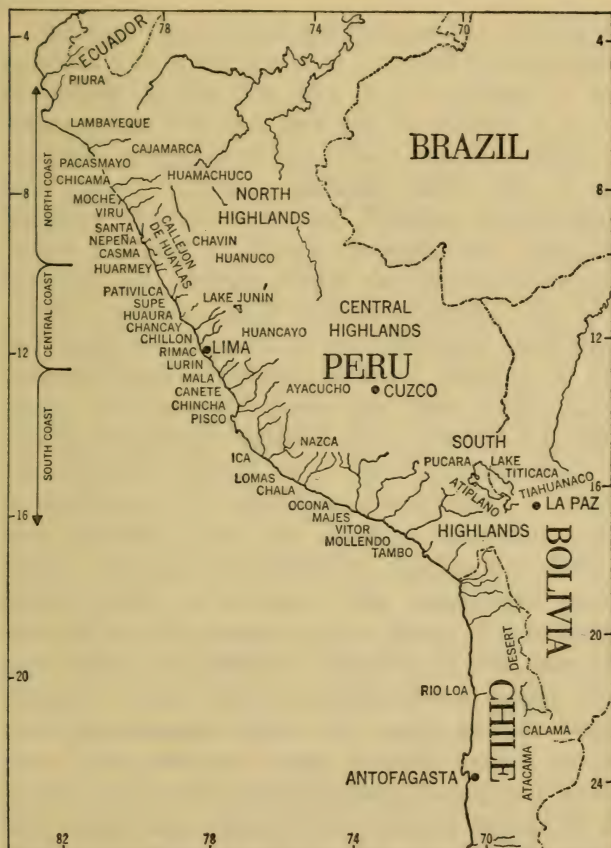 78
74
70
4
4
ECUADOR
PIURA
LAMBAYEQUE
CAJAMARCA
BRAZIL
PACASMAYO
HUAMACHUCO
CHICAMA
NORTH COAST
8
8
NORTH
HIGHLANDS
MOCHE
VIRU
CALLEJON
DE HUAYLAS
SANTA
NEPEÑA
CHAVIN
CASMA
HUANUCO
HUARMEY
CENTRAL COAST
PATIVILCA
LAKE JUNIN
SUPE
CENTRAL
HIGHLANDS
HUAURA
CHANCAY
HUANCAYO
CHILLON
12
12
RIMAC
LIMA
LURIN
PERU
MALA
AYACUCHO
CUZCO
CANETE
CHINCHA
PISCO
SOUTH COAST
NAZCA
SOUTH
ICA
PUCARA
LAKE
TITICACA
LOMAS
ATIPLANO
TIAHUANACO
CHALA
16
LA PAZ
OCONA
MAJES
16
VITOR
HIGHLANDS
MOLLENDO
TAMBO
BOLIVIA
20
DESERT
20
RIO LOA
CHILE
CALAMA
ANTOFAGASTA
ATACAMA
24
82
78
74
70